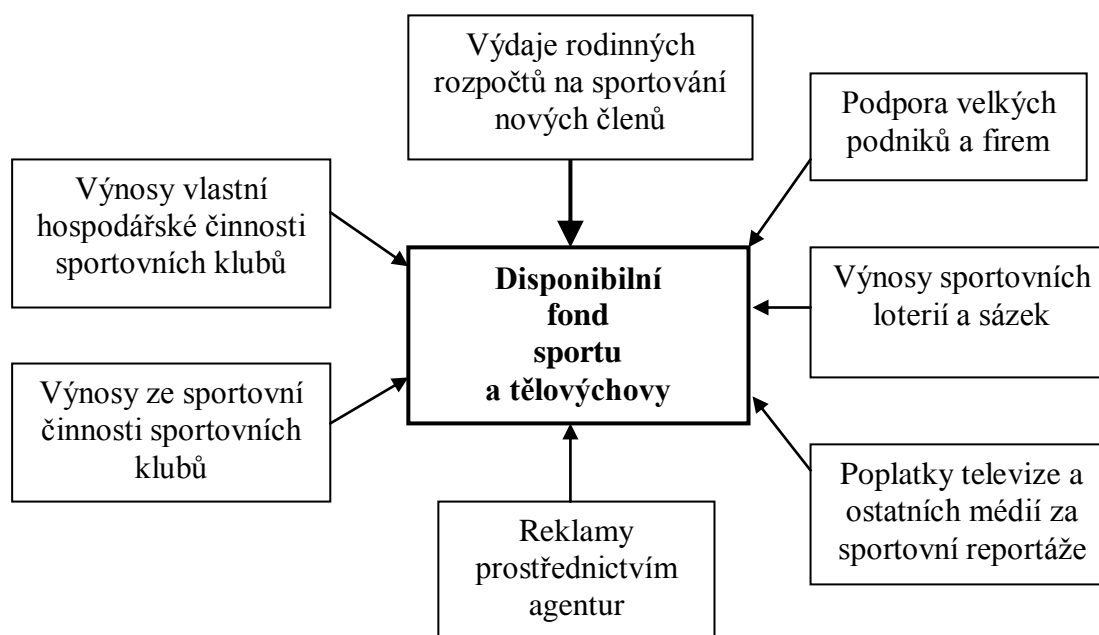 Výdaje rodinných
rozpočtů na sportování
nových členů
Podpora velkých
podniků a firem
Výnosy vlastní
hospodářské činnosti
sportovních klubů
Disponibilní
fond
sportu
a tělovýchovy
Výnosy sportovních
loterií a sázek
Výnosy ze sportovní
činnosti sportovních
klubů
Poplatky televize a
ostatních médií za
sportovní reportáže
Reklamy
prostřednictvím
agentur